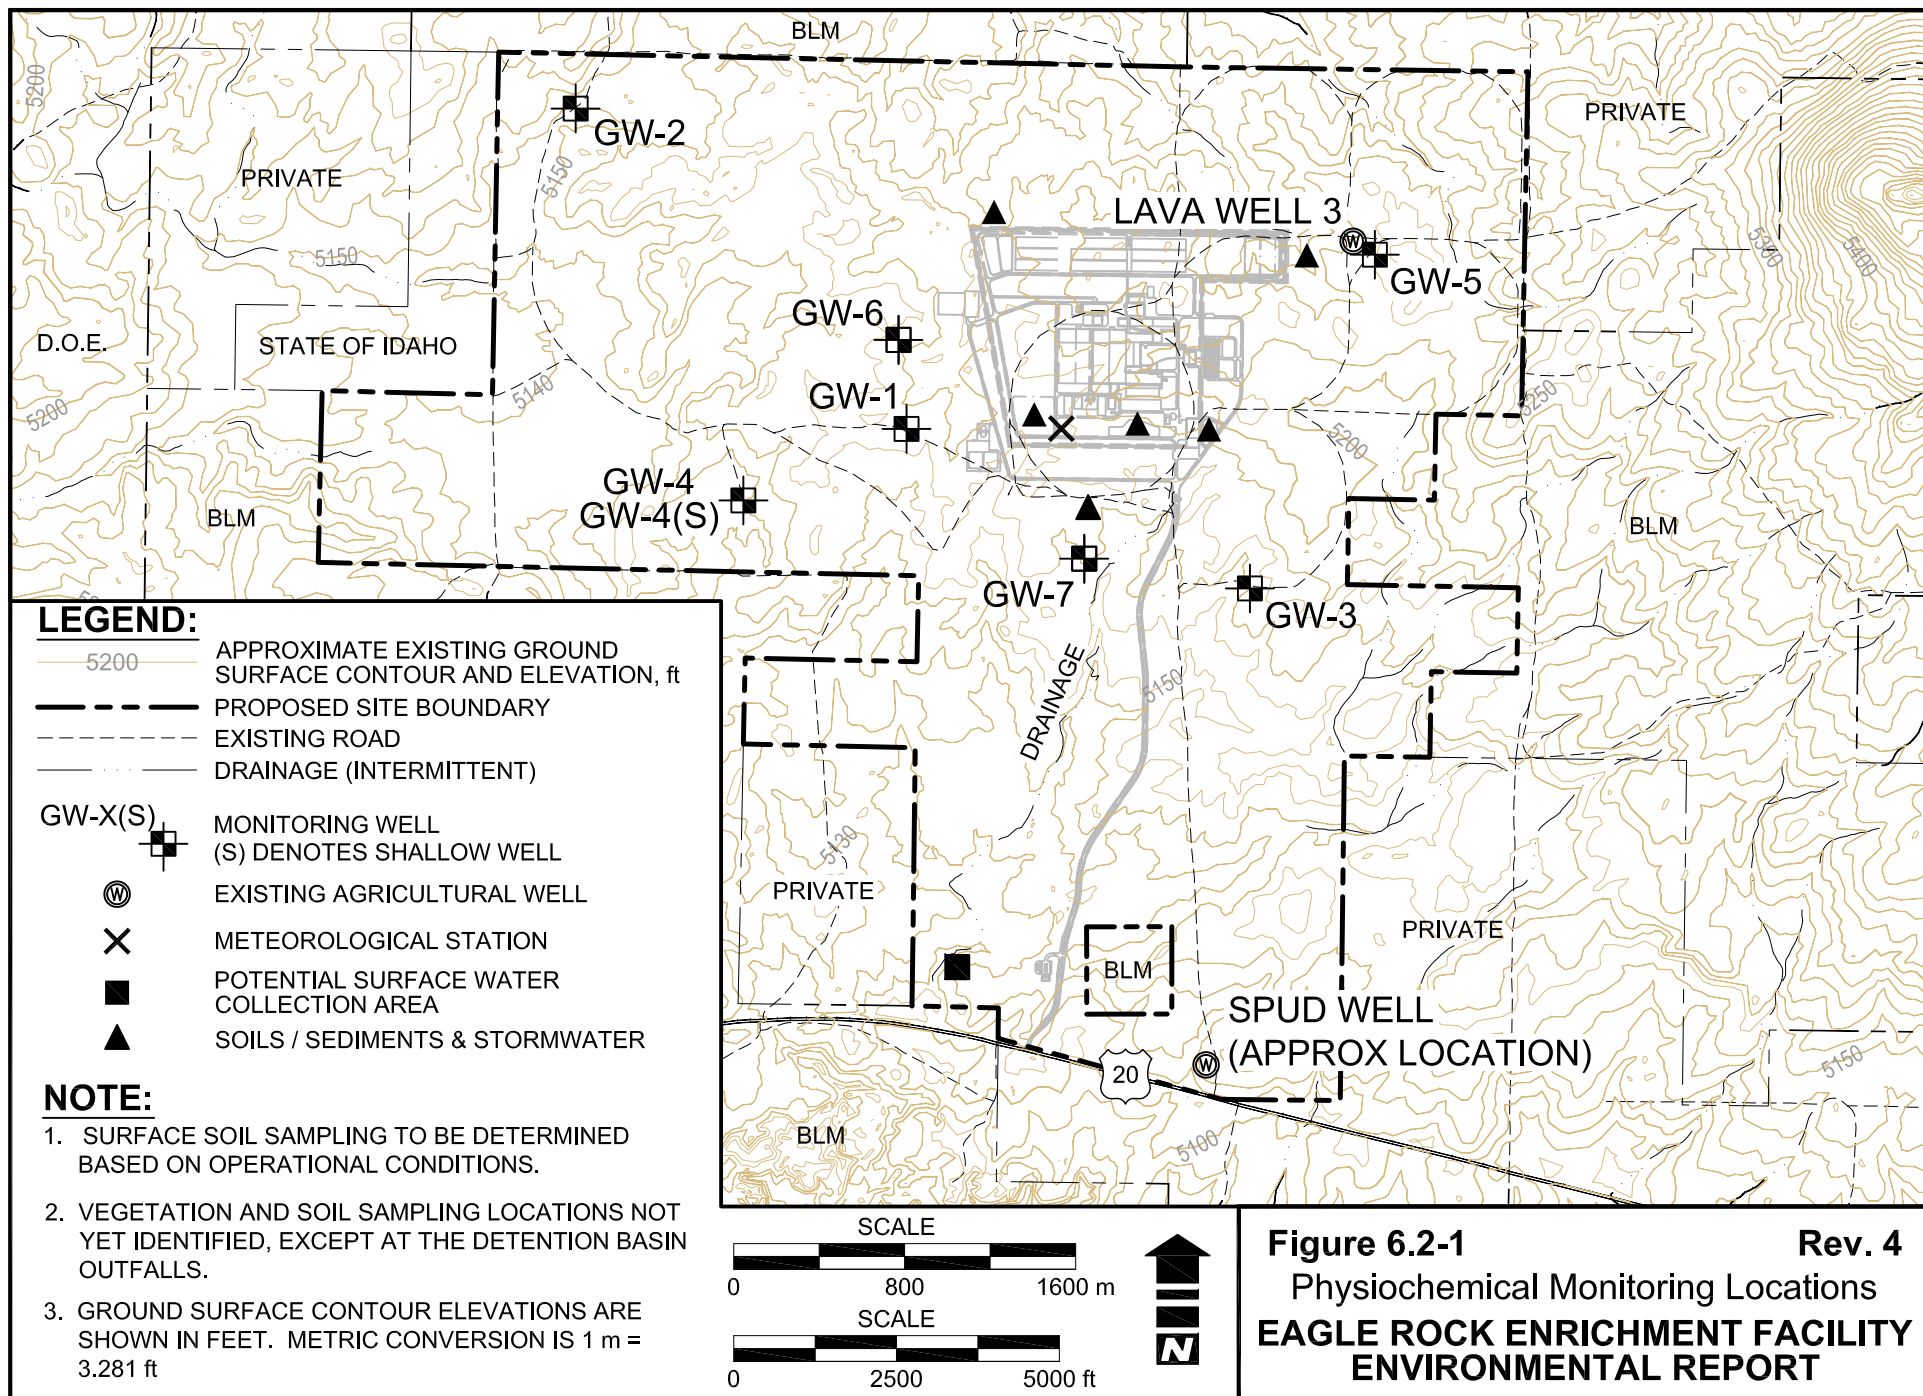 BLM
5200
PRIVATE
GW-2
PRIVATE
5150
LAVA WELL 3
W
5300
5400
5150
GW-5
GW-6
D.O.E.
STATE OF IDAHO
5140
GW-1
5250
5200
5200
GW-4
GW-4(S)
BLM
BLM
GW-7
GW-3
DRAINAGE
5150
5130
PRIVATE
PRIVATE
BLM
SPUD WELL
(APPROX LOCATION)
W
20
5150
BLM
5100
LEGEND:
5200
APPROXIMATE EXISTING GROUND
SURFACE CONTOUR AND ELEVATION, ft
PROPOSED SITE BOUNDARY
EXISTING ROAD
DRAINAGE (INTERMITTENT)
GW-X(S)
MONITORING WELL
(S) DENOTES SHALLOW WELL
W
EXISTING AGRICULTURAL WELL
METEOROLOGICAL STATION
POTENTIAL SURFACE WATER
COLLECTION AREA
SOILS / SEDIMENTS & STORMWATER
NOTE:
1. SURFACE SOIL SAMPLING TO BE DETERMINED
BASED ON OPERATIONAL CONDITIONS.
2. VEGETATION AND SOIL SAMPLING LOCATIONS NOT
YET IDENTIFIED, EXCEPT AT THE DETENTION BASIN
OUTFALLS.
3. GROUND SURFACE CONTOUR ELEVATIONS ARE
SHOWN IN FEET. METRIC CONVERSION IS 1 m =
3.281 ft
SCALE
0 800 1600 m
SCALE
0 2500 5000 ft
N
Figure 6.2-1 Rev. 4
Physiochemical Monitoring Locations
EAGLE ROCK ENRICHMENT FACILITY
ENVIRONMENTAL REPORT